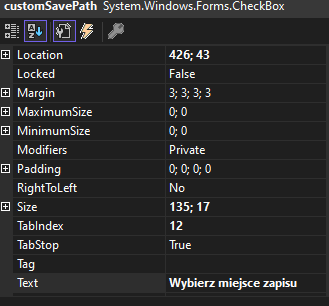 customSavePath System.Windows.Forms.CheckBox
Location 426; 43
Locked False
Margin 3; 3; 3; 3
MaximumSize 0; 0
MinimumSize 0; 0
Modifiers Private
Padding 0; 0; 0; 0
RightToLeft No
Size 135; 17
TabIndex 12
TabStop True
Tag
Text Wybierz miejsce zapisu